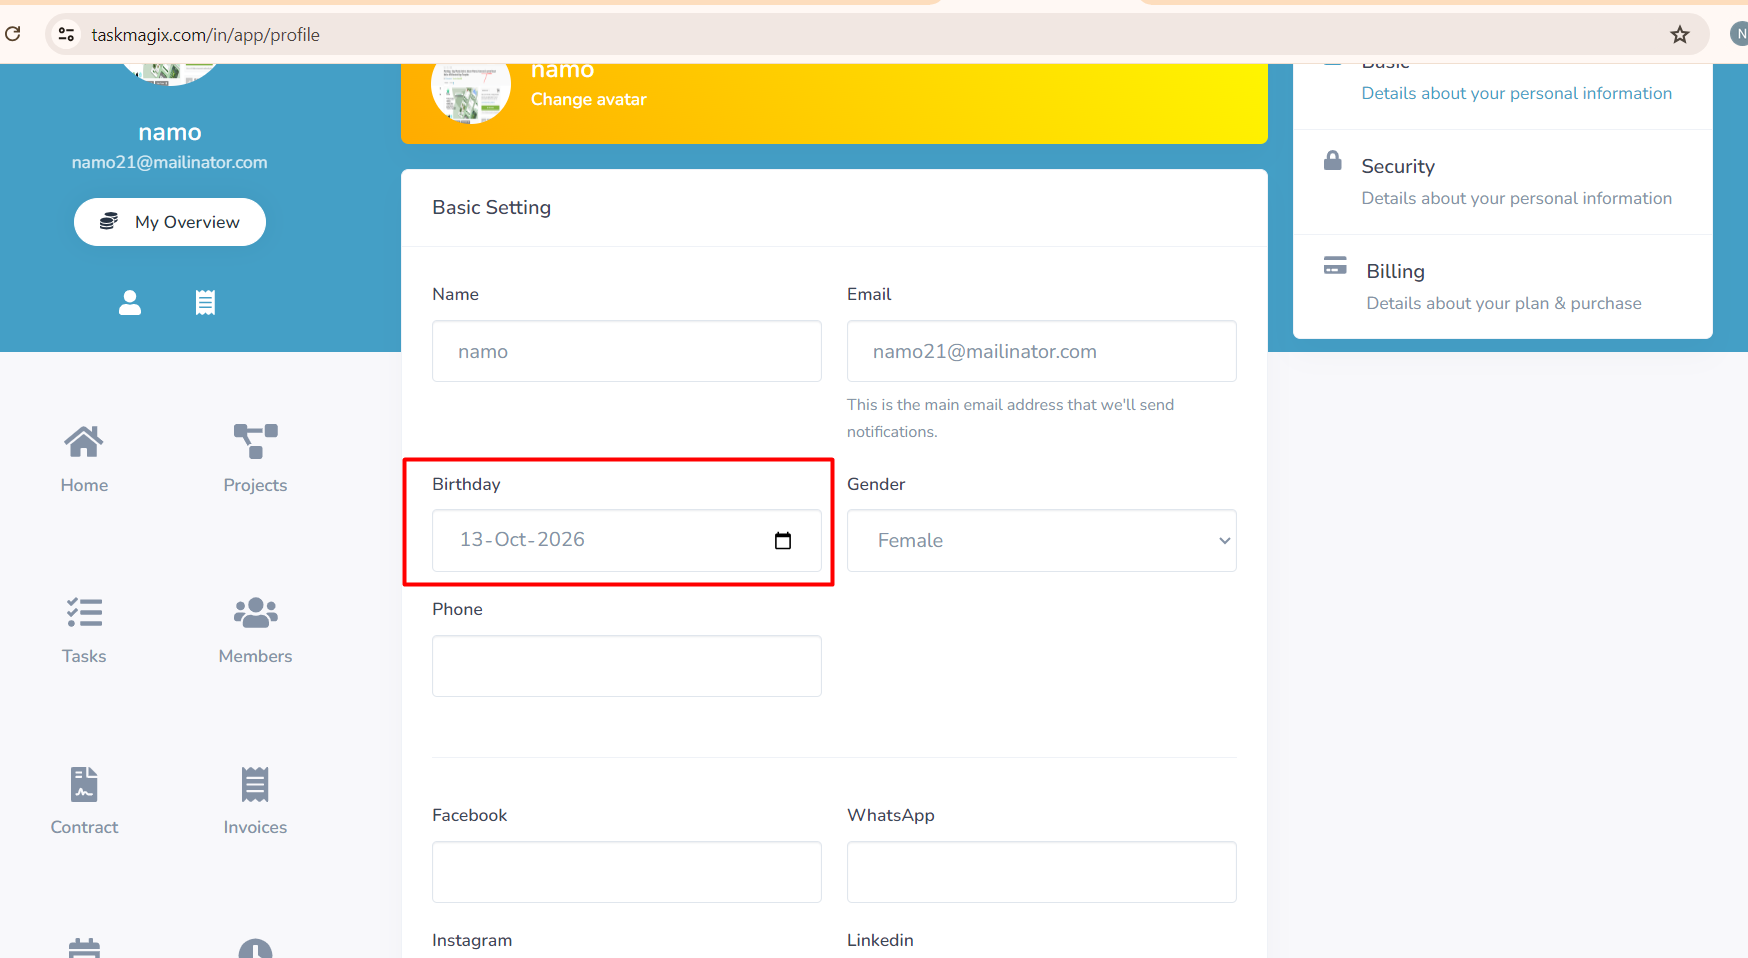 taskmagix.com/in/app/profile
N
namo
namo21@mailinator.com
My Overview
Home
Projects
Tasks
Members
Contract
Invoices
namo
Change avatar
Basic Setting
Name
Email
namo
namo21@mailinator.com
This is the main email address that we'll send
notifications.
Birthday
Gender
13-Oct-2026
Female
Phone
Facebook
WhatsApp
Instagram
Linkedin
Basic
Details about your personal information
Security
Details about your personal information
Billing
Details about your plan & purchase